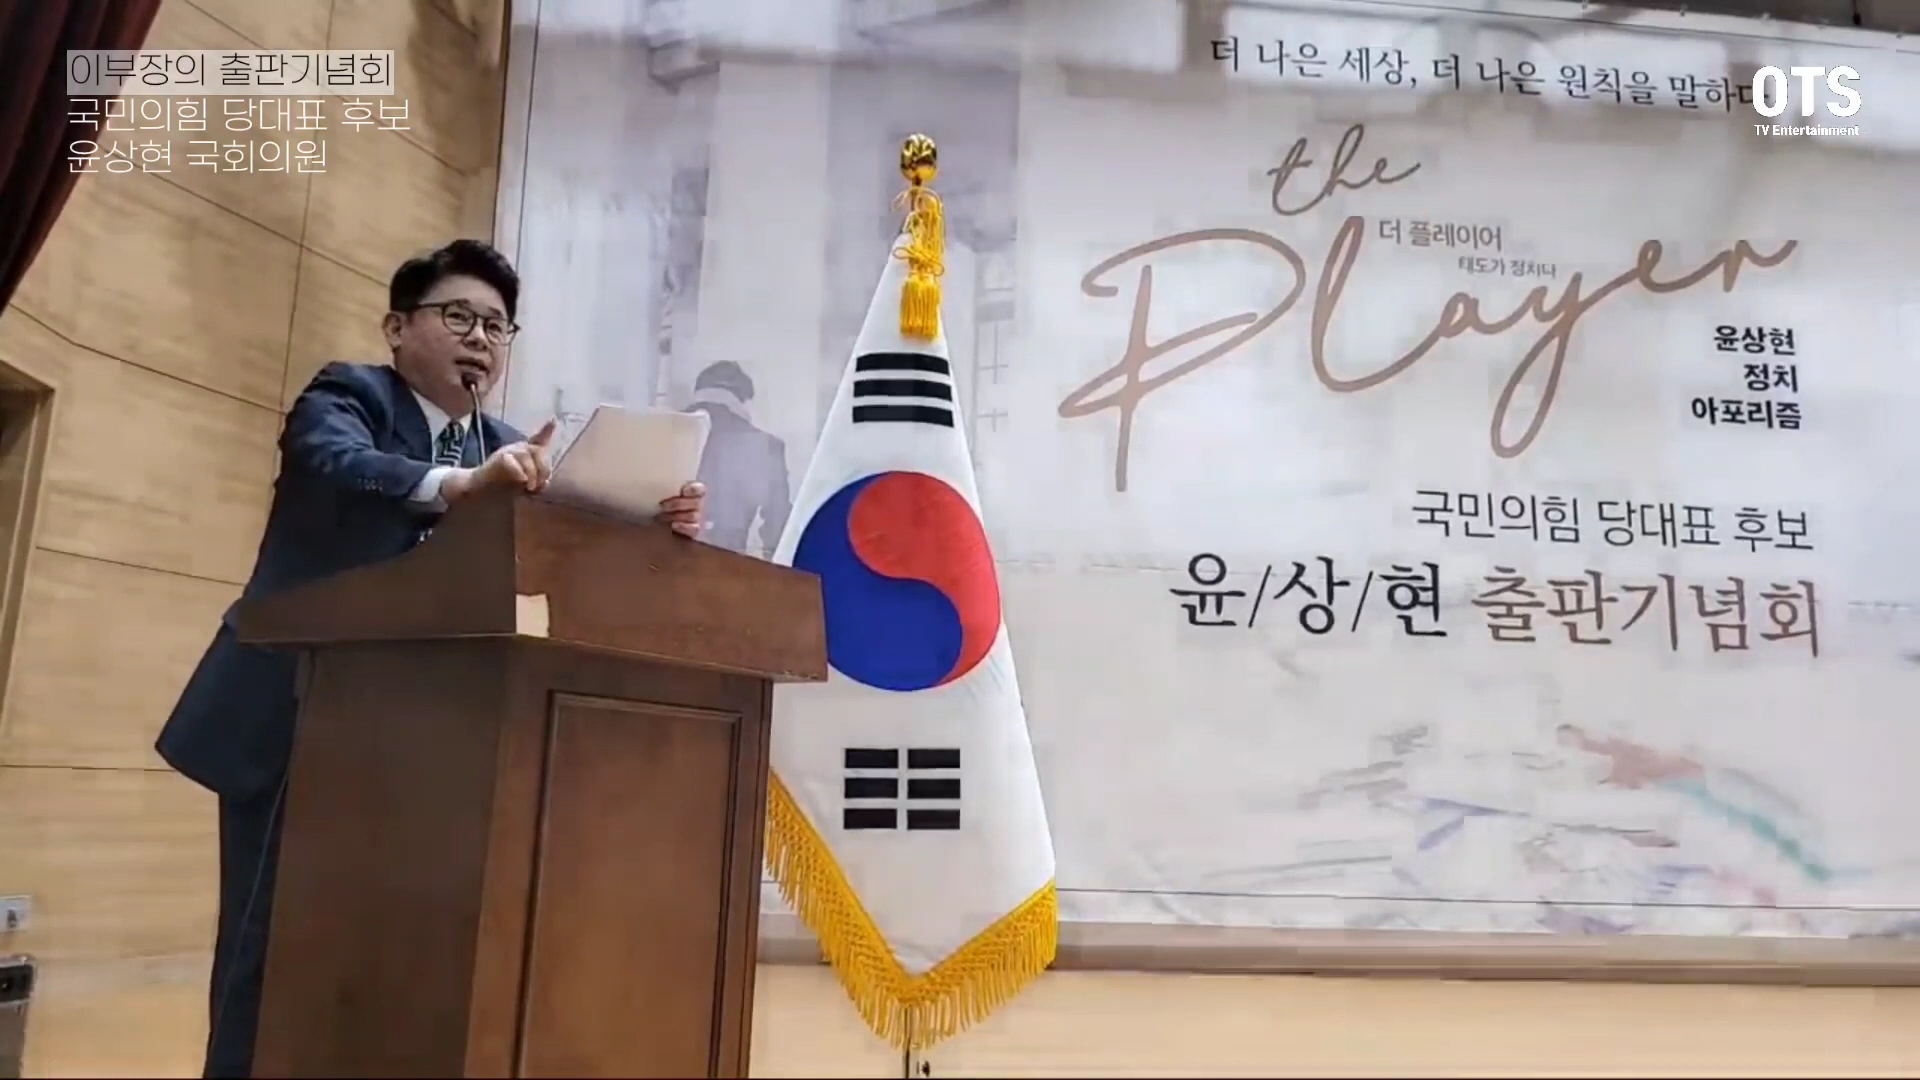 이부장의 출판기념회
국민의힘 당대표 후보
윤상현 국회의원
OTS
TV Entertainment
더 나은 세상, 더 나은 원칙을 말하다
the
Player
더 플레이어
태도가 정치다
윤상현
정치
아포리즘
국민의힘 당대표 후보
윤/상/현 출판기념회